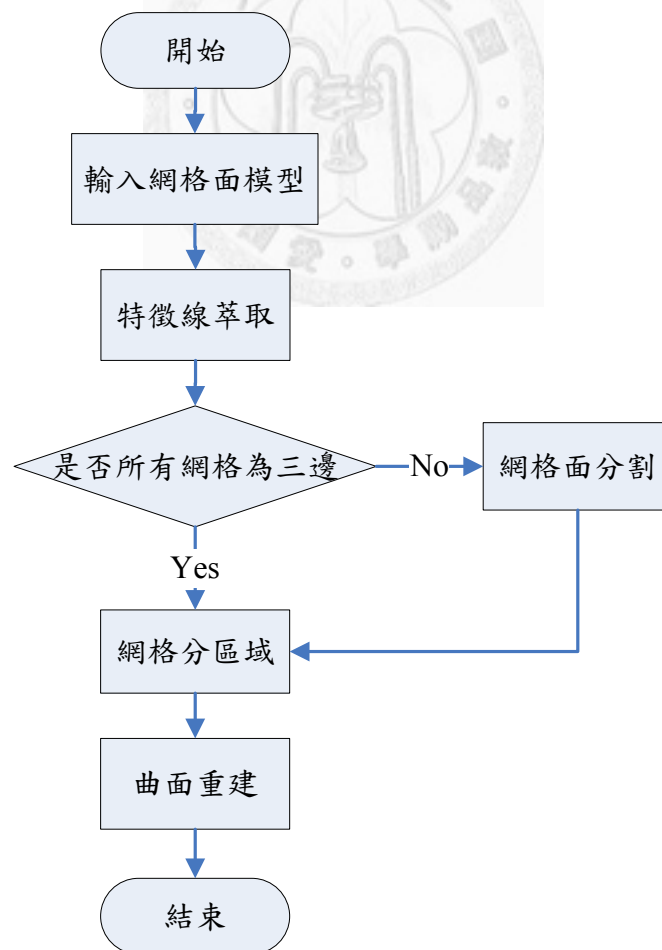 開始
輸入網格面模型
特徵線萃取
是否所有網格為三邊
No
網格面分割
Yes
網格分區域
曲面重建
結束